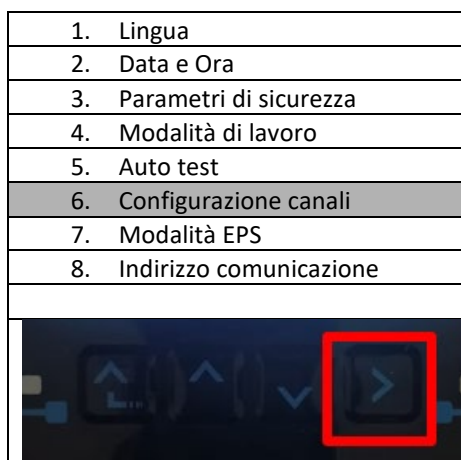 1. Lingua
2. Data e Ora
3. Parametri di sicurezza
4. Modalità di lavoro
5. Auto test
6. Configurazione canali
7. Modalità EPS
8. Indirizzo comunicazione